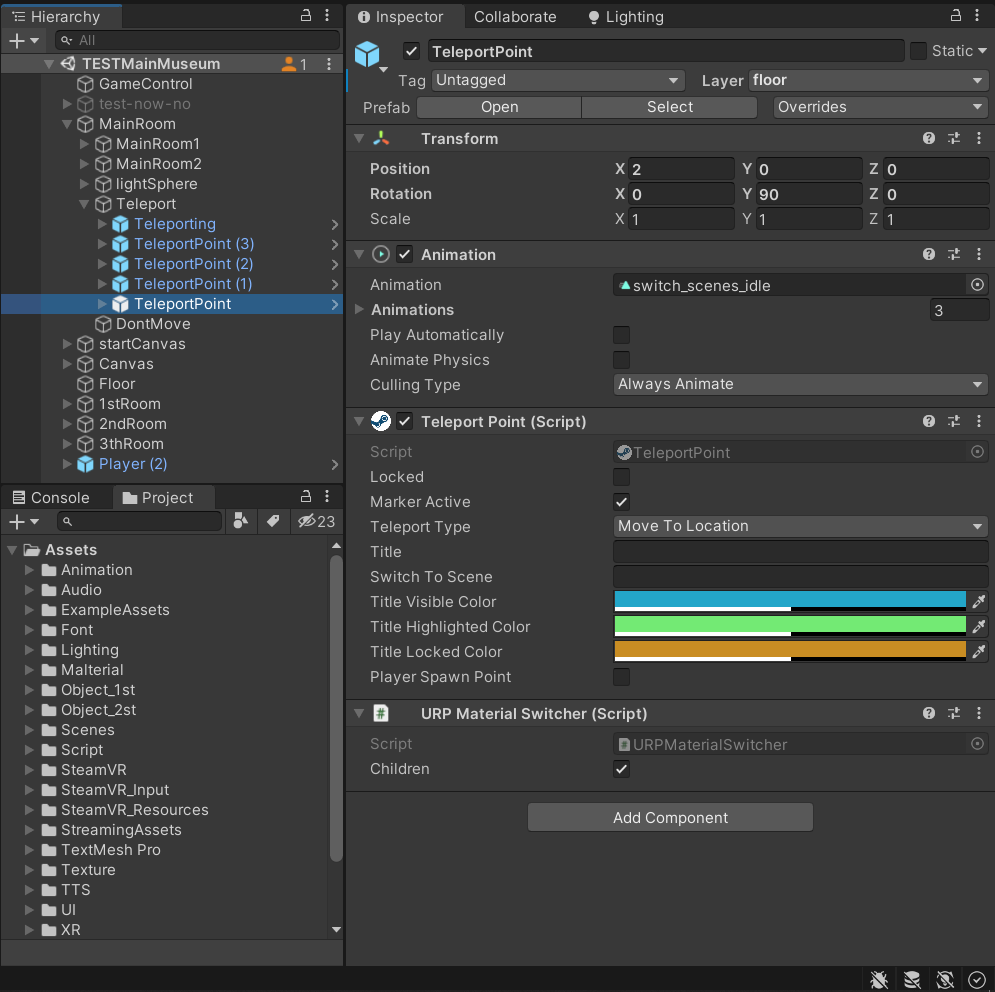 Hierarchy
All
TESTMainMuseum 1
GameControl
test-now-no
MainRoom
MainRoom1
MainRoom2
lightSphere
Teleport
Teleporting
TeleportPoint (3)
TeleportPoint (2)
TeleportPoint (1)
TeleportPoint
DontMove
startCanvas
Canvas
Floor
1stRoom
2ndRoom
3thRoom
Player (2)
Console Project
23
Assets
Animation
Audio
ExampleAssets
Font
Lighting
Malterial
Object_1st
Object_2st
Scenes
Script
SteamVR
SteamVR_Input
SteamVR_Resources
StreamingAssets
TextMesh Pro
Texture
TTS
UI
XR
Inspector Collaborate Lighting
TeleportPoint Static
Tag Untagged Layer floor
Prefab Open Select Overrides
Transform
Position X 2 Y 0 Z 0
Rotation X 0 Y 90 Z 0
Scale X 1 Y 1 Z 1
Animation
Animation switch_scenes_idle
Animations 3
Play Automatically
Animate Physics
Culling Type Always Animate
Teleport Point (Script)
Script TeleportPoint
Locked
Marker Active
Teleport Type Move To Location
Title
Switch To Scene
Title Visible Color
Title Highlighted Color
Title Locked Color
Player Spawn Point
# URP Material Switcher (Script)
Script # URPMaterialSwitcher
Children
Add Component